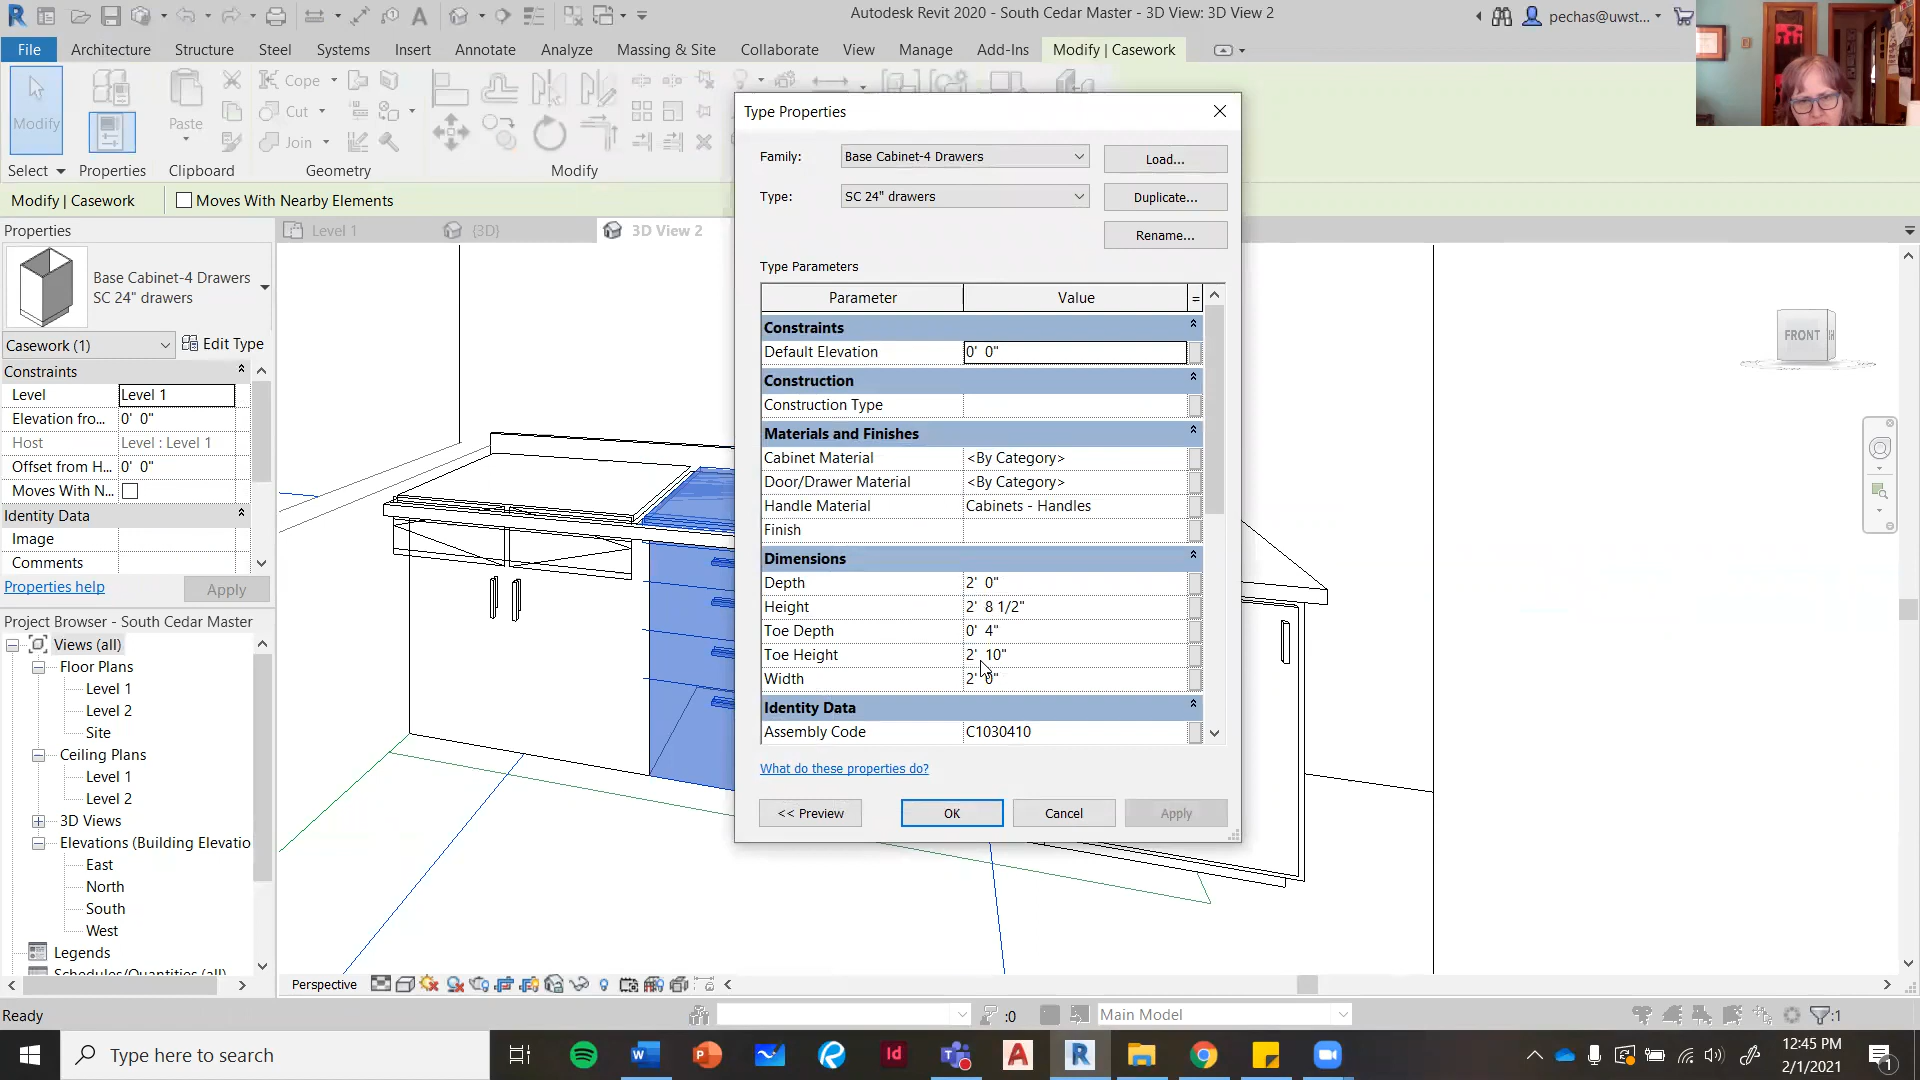 Autodesk Revit 2020 - South Cedar Master - 3D View: 3D View 2
pechas@uwst...
File Architecture Structure Steel Systems Insert Annotate Analyze Massing & Site Collaborate View Manage Add-Ins Modify | Casework
Modify
Paste
Cope
Cut
Join
Select Properties Clipboard Geometry Modify
Modify | Casework Moves With Nearby Elements
Properties
Base Cabinet-4 Drawers
SC 24" drawers
Casework (1) Edit Type
Constraints
Level Level 1
Elevation fro... 0' 0"
Host Level : Level 1
Offset from H... 0' 0"
Moves With N...
Identity Data
Image
Comments
Properties help Apply
Project Browser - South Cedar Master
Views (all)
Floor Plans
Level 1
Level 2
Site
Ceiling Plans
Level 1
Level 2
3D Views
Elevations (Building Elevatio
East
North
South
West
Legends
Schedules/Quantities (all)
Level 1 {3D} 3D View 2
Type Properties
Family: Base Cabinet-4 Drawers Load...
Type: SC 24" drawers Duplicate...
Rename...
Type Parameters
Parameter Value =
Constraints
Default Elevation 0' 0"
Construction
Construction Type
Materials and Finishes
Cabinet Material <By Category>
Door/Drawer Material <By Category>
Handle Material Cabinets - Handles
Finish
Dimensions
Depth 2' 0"
Height 2' 8 1/2"
Toe Depth 0' 4"
Toe Height 2' 10"
Width 2' 0"
Identity Data
Assembly Code C1030410
What do these properties do?
<< Preview OK Cancel Apply
FRONT
Perspective
Ready :0 Main Model :1
Type here to search
12:45 PM
2/1/2021
1